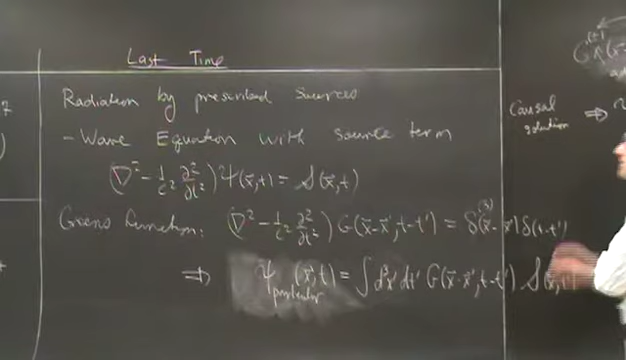 Last Time
Radiation by prescribed sources
- Wave Equation with source term
(∇² - 1/c² ∂²/∂t²) Ψ(x⃗,t) = S(x⃗,t)
Greens Function: (∇² - 1/c² ∂²/∂t²) G(x⃗-x⃗', t-t') = δ⁽³⁾(x⃗-x⃗') δ(t-t')
⇒ Ψ_particular (x⃗,t) = ∫ d³x' dt' G(x⃗-x⃗', t-t') S(x⃗,
Causal ⇒
solution